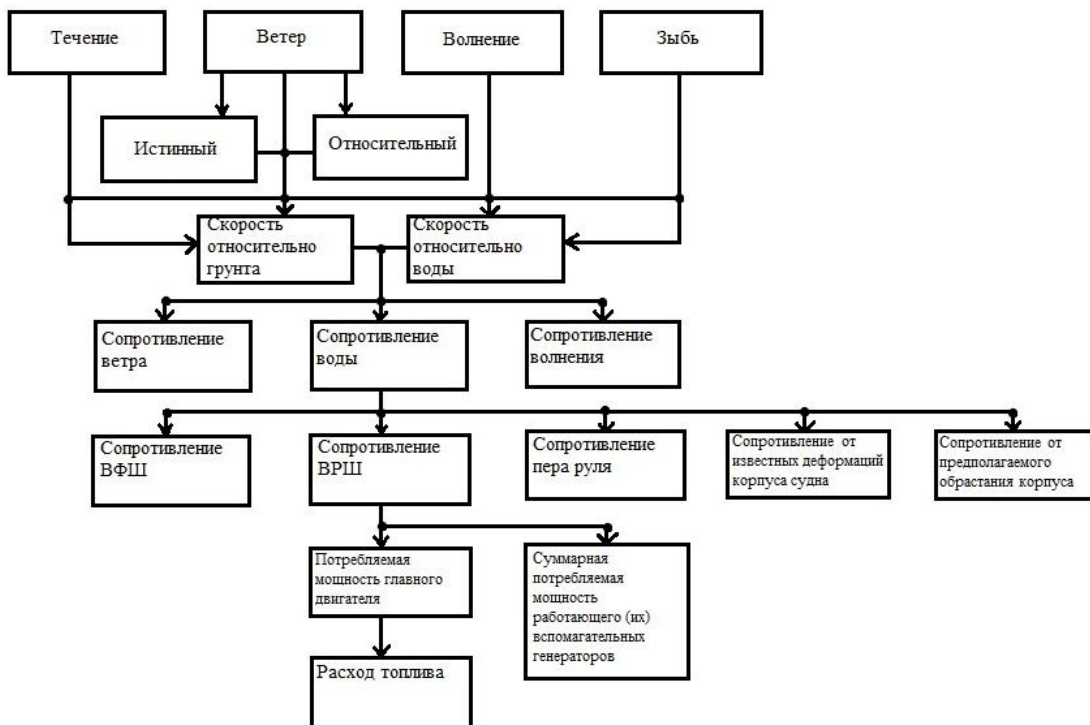 Течение
Ветер
Волнение
Зыбь
Истинный
Относительный
Скорость
относительно
грунта
Скорость
относительно
воды
Сопротивление
ветра
Сопротивление
воды
Сопротивление
волнения
Сопротивление
ВФШ
Сопротивление
ВРШ
Сопротивление
пера руля
Сопротивление от
известных деформаций
корпуса судна
Сопротивление от
предполагаемого
обрастания корпуса
Потребляемая
мощность главного
двигателя
Суммарная
потребляемая
мощность
работающего (их)
вспомагательных
генераторов
Расход топлива